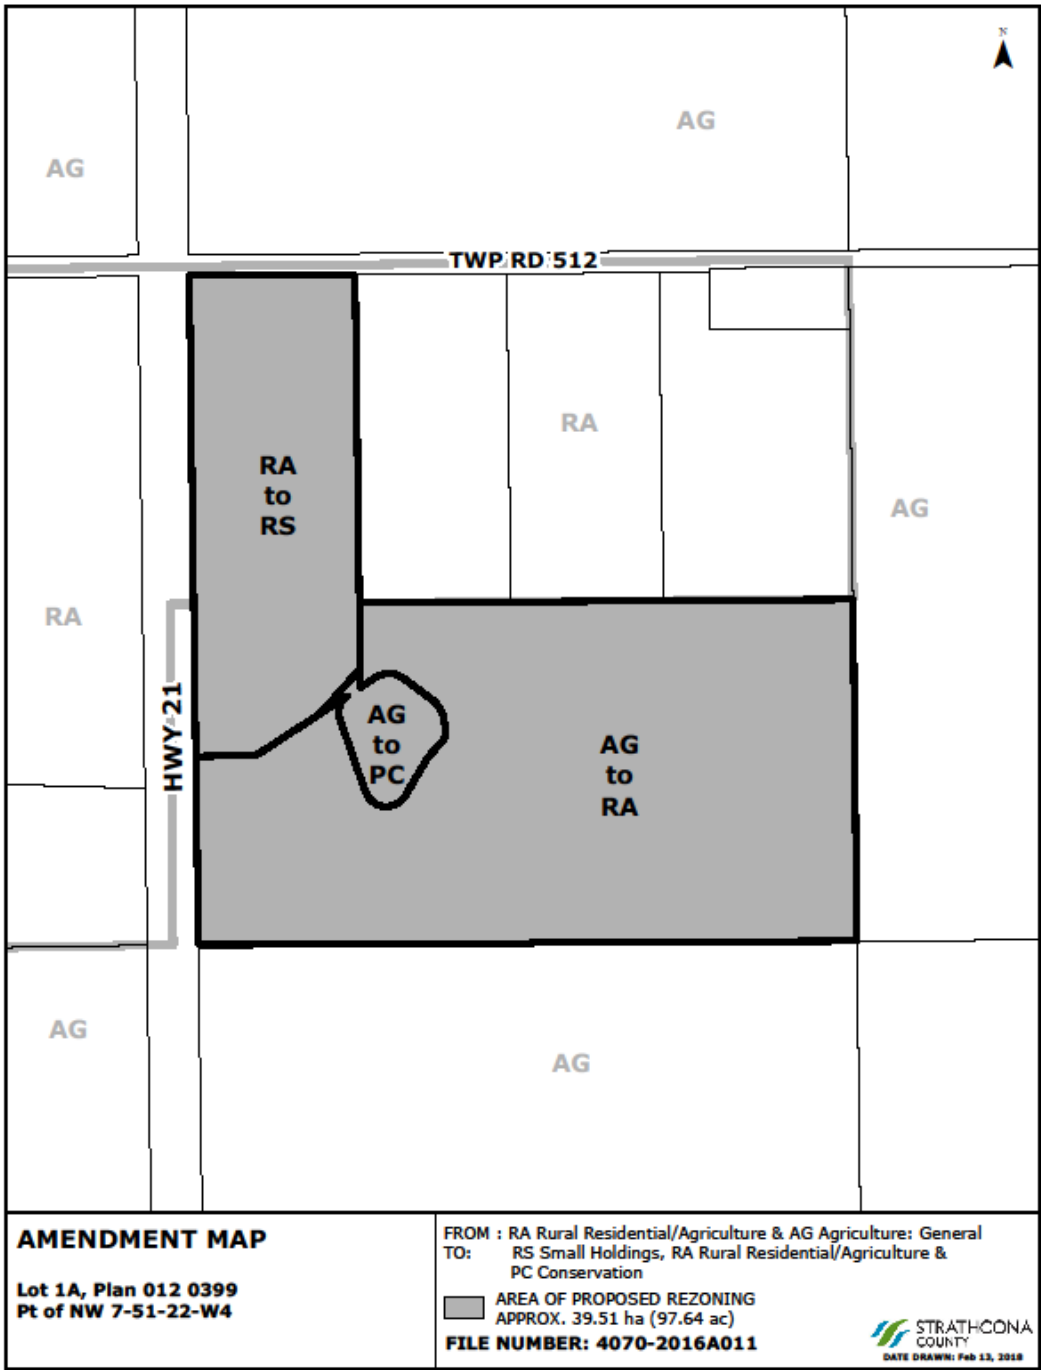 N
AG
AG
TWP RD 512
RA
to
RS
RA
AG
RA
HWY 21
AG
to
PC
AG
to
RA
AG
AG
AMENDMENT MAP
Lot 1A, Plan 012 0399
Pt of NW 7-51-22-W4
FROM : RA Rural Residential/Agriculture & AG Agriculture: General
TO: RS Small Holdings, RA Rural Residential/Agriculture &
PC Conservation
AREA OF PROPOSED REZONING
APPROX. 39.51 ha (97.64 ac)
FILE NUMBER: 4070-2016A011
STRATHCONA
COUNTY
DATE DRAWN: Feb 13, 2018